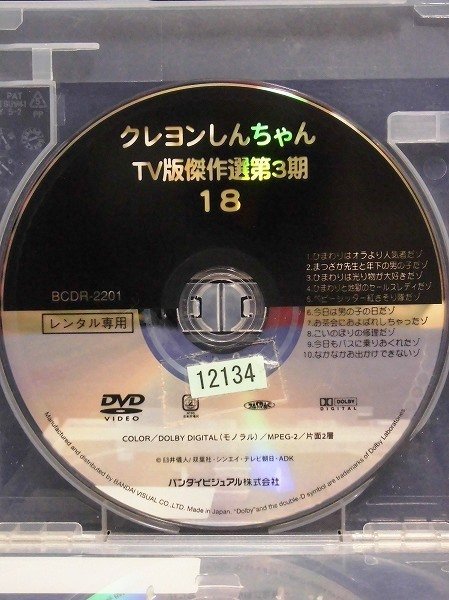 クレヨンしんちゃん
TV版傑作選第3期
18
BCDR-2201
レンタル専用
1.ひまわりはオラより人気者だゾ
2.まつざか先生と年下の男の子だゾ
3.ひまわりは光り物が大好きだゾ
4.ひまわりと地獄のセールスレディだゾ
5.ベビーシッター紅さそり隊だゾ
6.今日は男の子の日だゾ
7.お茶会におよばれしちゃったゾ
8.こいのぼりの修理だゾ
9.今日もバスに乗りおくれたゾ
10.なかなかお出かけできないゾ
12134
DVD
VIDEO
DOLBY
DIGITAL
COLOR/DOLBY DIGITAL(モノラル)/MPEG-2/片面2層
© 臼井儀人/双葉社・シンエイ・テレビ朝日・ADK
バンダイビジュアル株式会社
Manufactured and distributed by BANDAI VISUAL CO., LTD. Made in Japan. "Dolby" and the double-D symbol are trademarks of Dolby Laboratories.
PAT
PP